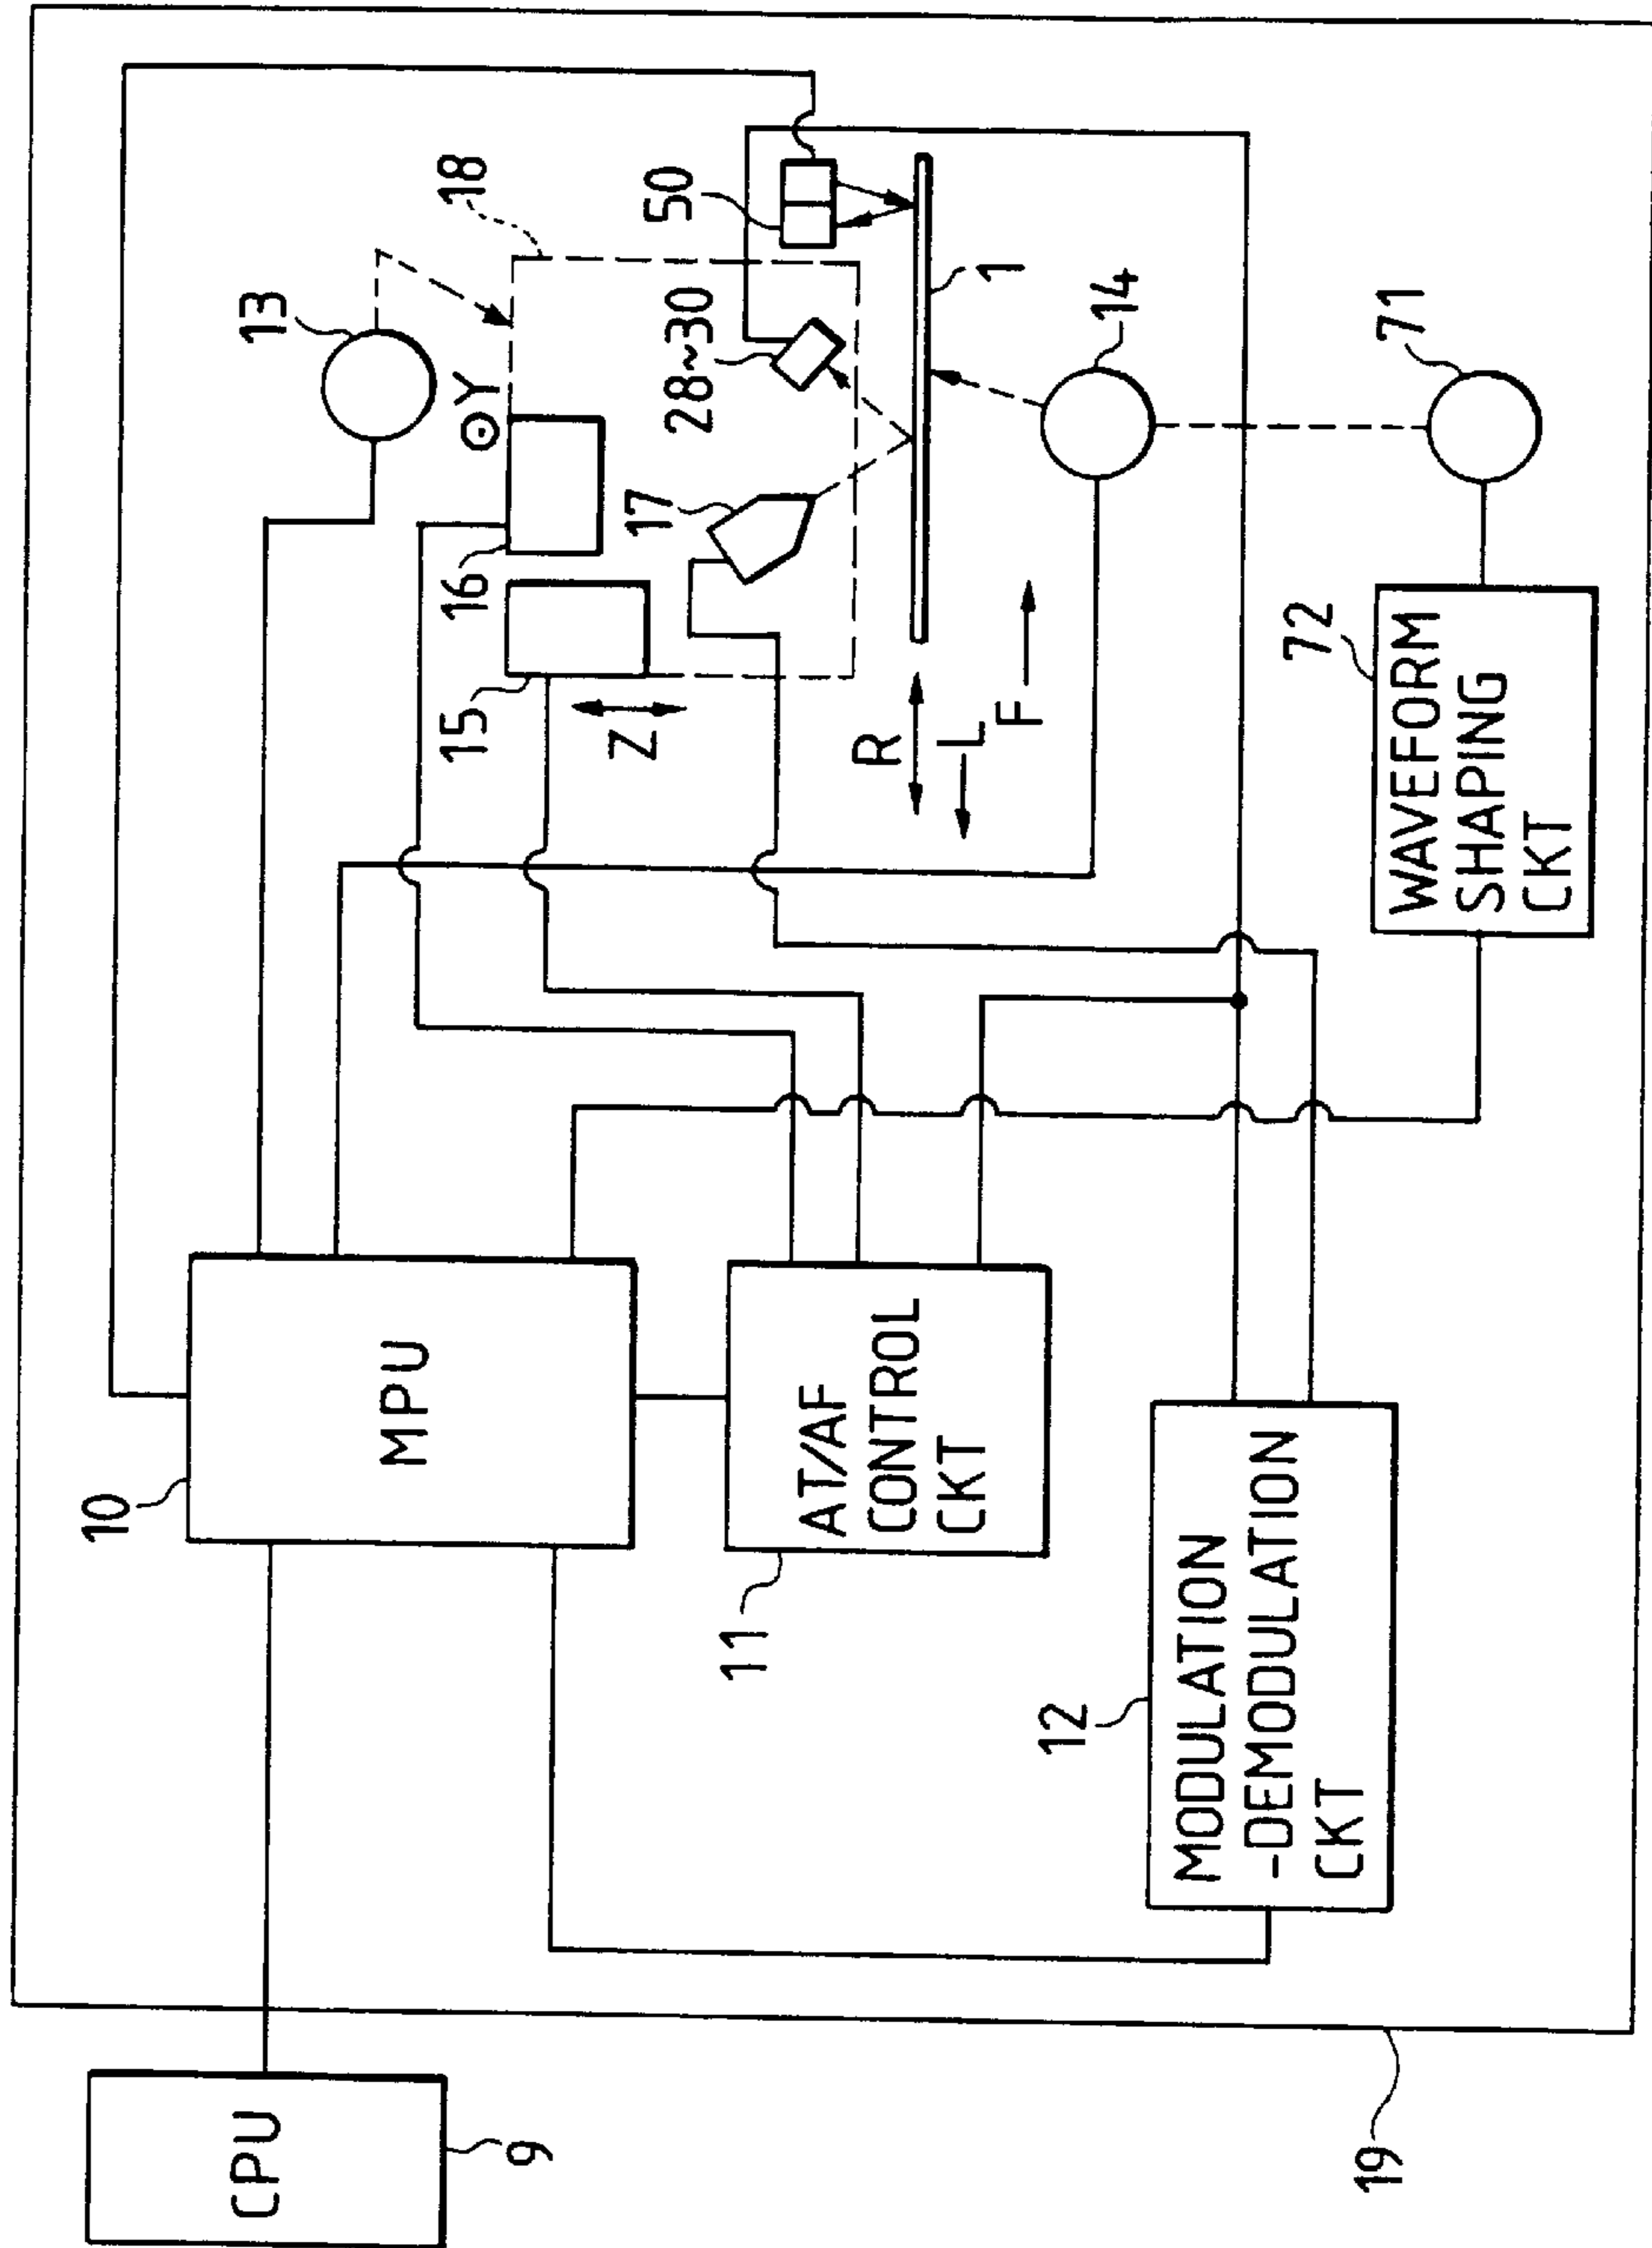 CPU
9
19
10
MPU
11
AT/AF
CONTROL
CKT
12
MODULATION
-DEMODULATION
CKT
13
⊙Y
18
16
15
Z
17
28~30
50
R
L
F
1
14
71
72
WAVEFORM
SHAPING
CKT